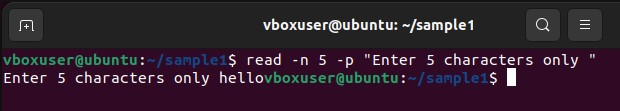 vboxuser@ubuntu: ~/sample1
vboxuser@ubuntu:~/sample1$ read -n 5 -p "Enter 5 characters only "
Enter 5 characters only hellovboxuser@ubuntu:~/sample1$